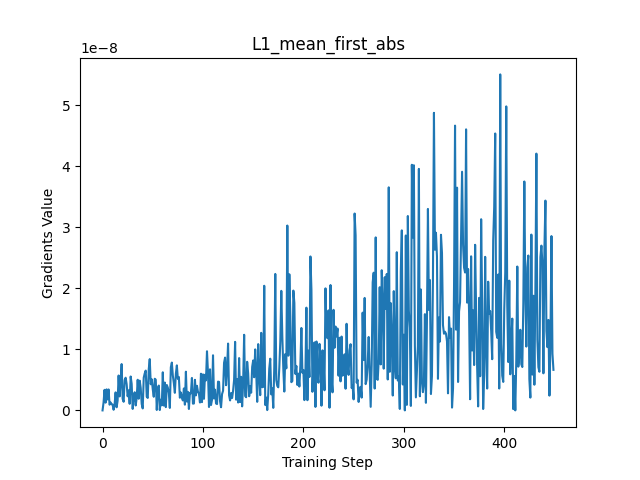 L1_mean_first_abs
1e−8
5
4
3
2
1
0
Gradients Value
0 100 200 300 400
Training Step